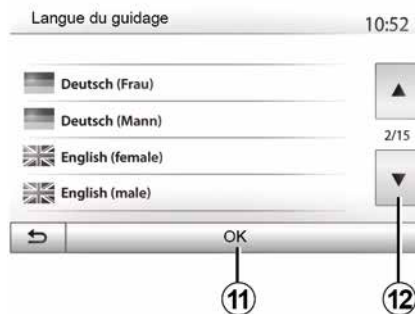 Langue du guidage 10:52
Deutsch (Frau)
Deutsch (Mann)
2/15
English (female)
English (male)
OK
11 12